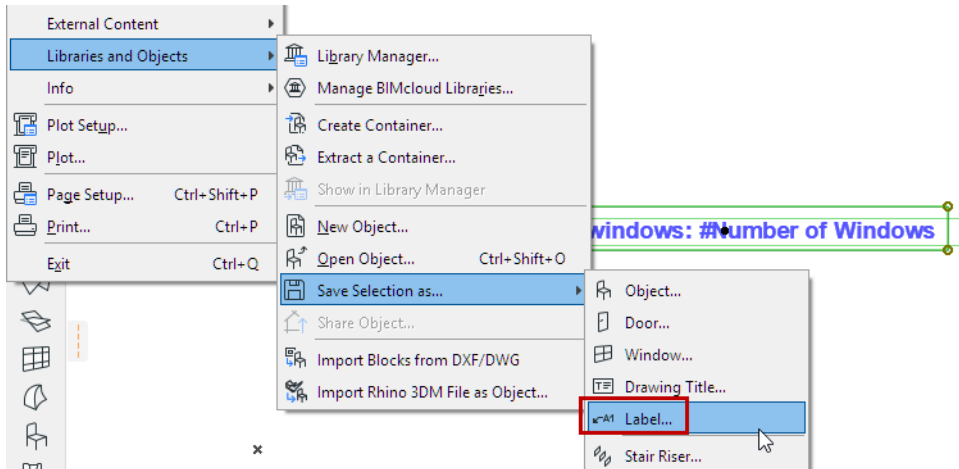 External Content
Libraries and Objects
Info
Plot Setup...
Plot...
Page Setup... Ctrl+Shift+P
Print... Ctrl+P
Exit Ctrl+Q
Library Manager...
Manage BIMcloud Libraries...
Create Container...
Extract a Container...
Show in Library Manager
New Object...
Open Object... Ctrl+Shift+O
Save Selection as...
Share Object...
Import Blocks from DXF/DWG
Import Rhino 3DM File as Object...
windows: #Number of Windows
Object...
Door...
Window...
Drawing Title...
A1 Label...
Stair Riser...